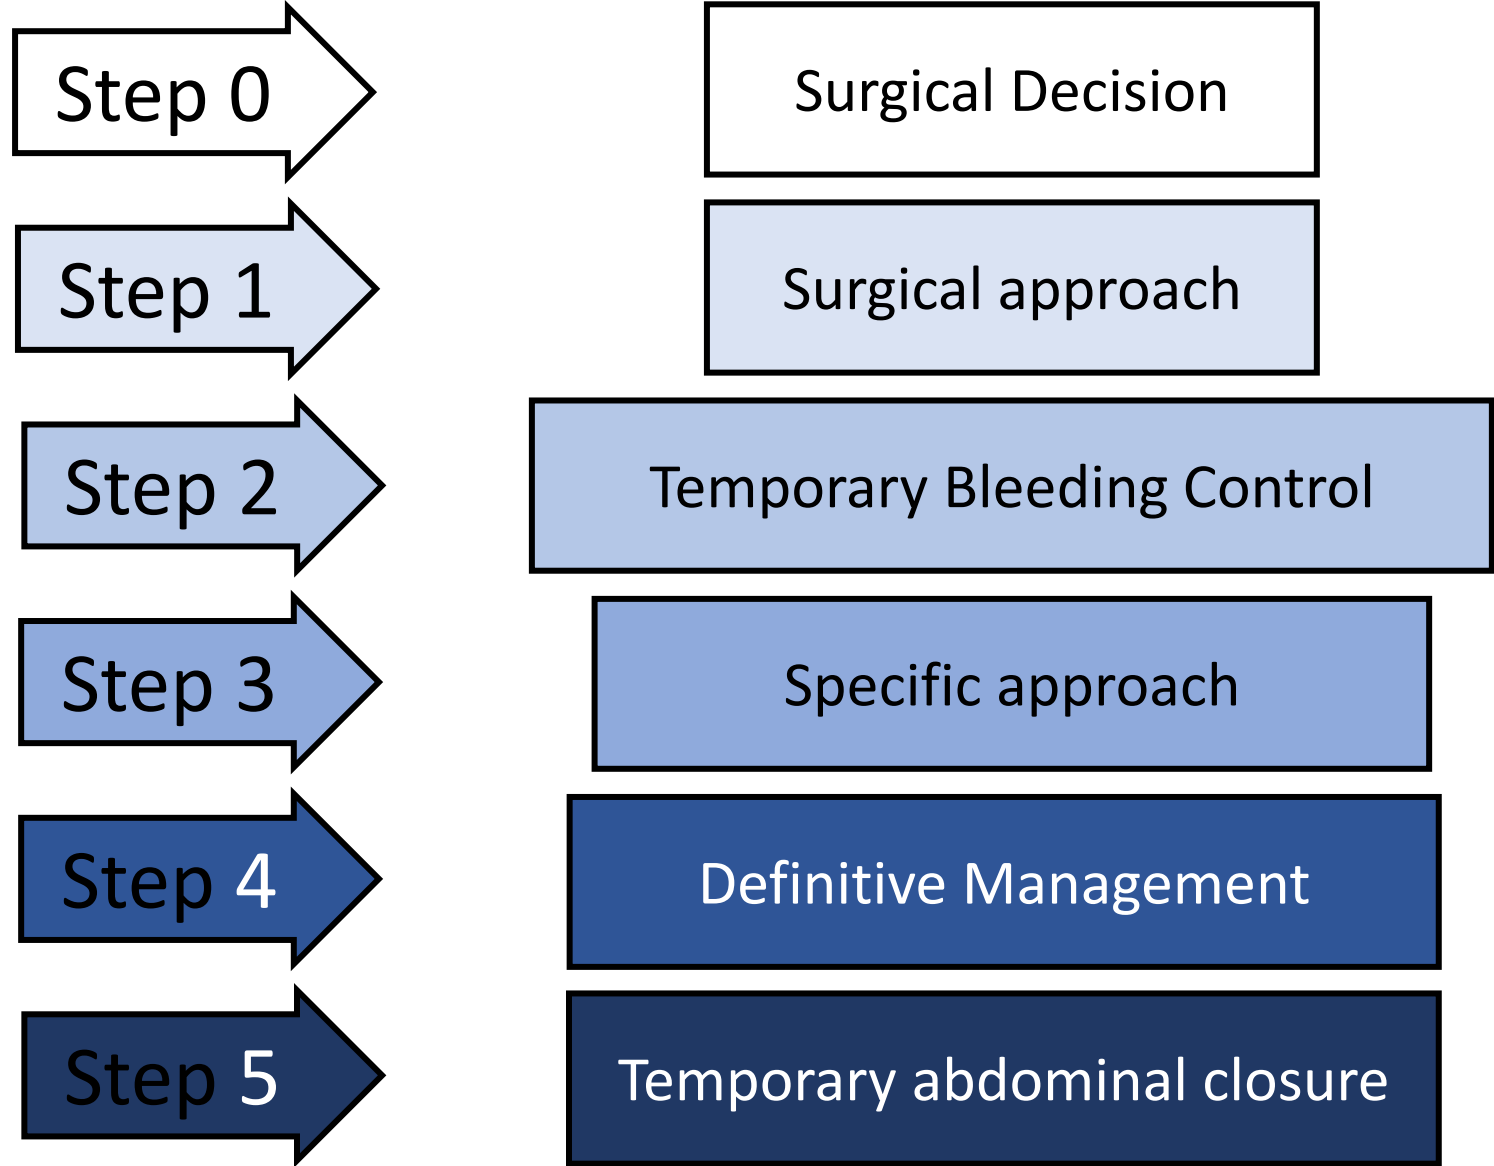 Step 0
Surgical Decision
Step 1
Surgical approach
Step 2
Temporary Bleeding Control
Step 3
Specific approach
Step 4
Definitive Management
Step 5
Temporary abdominal closure